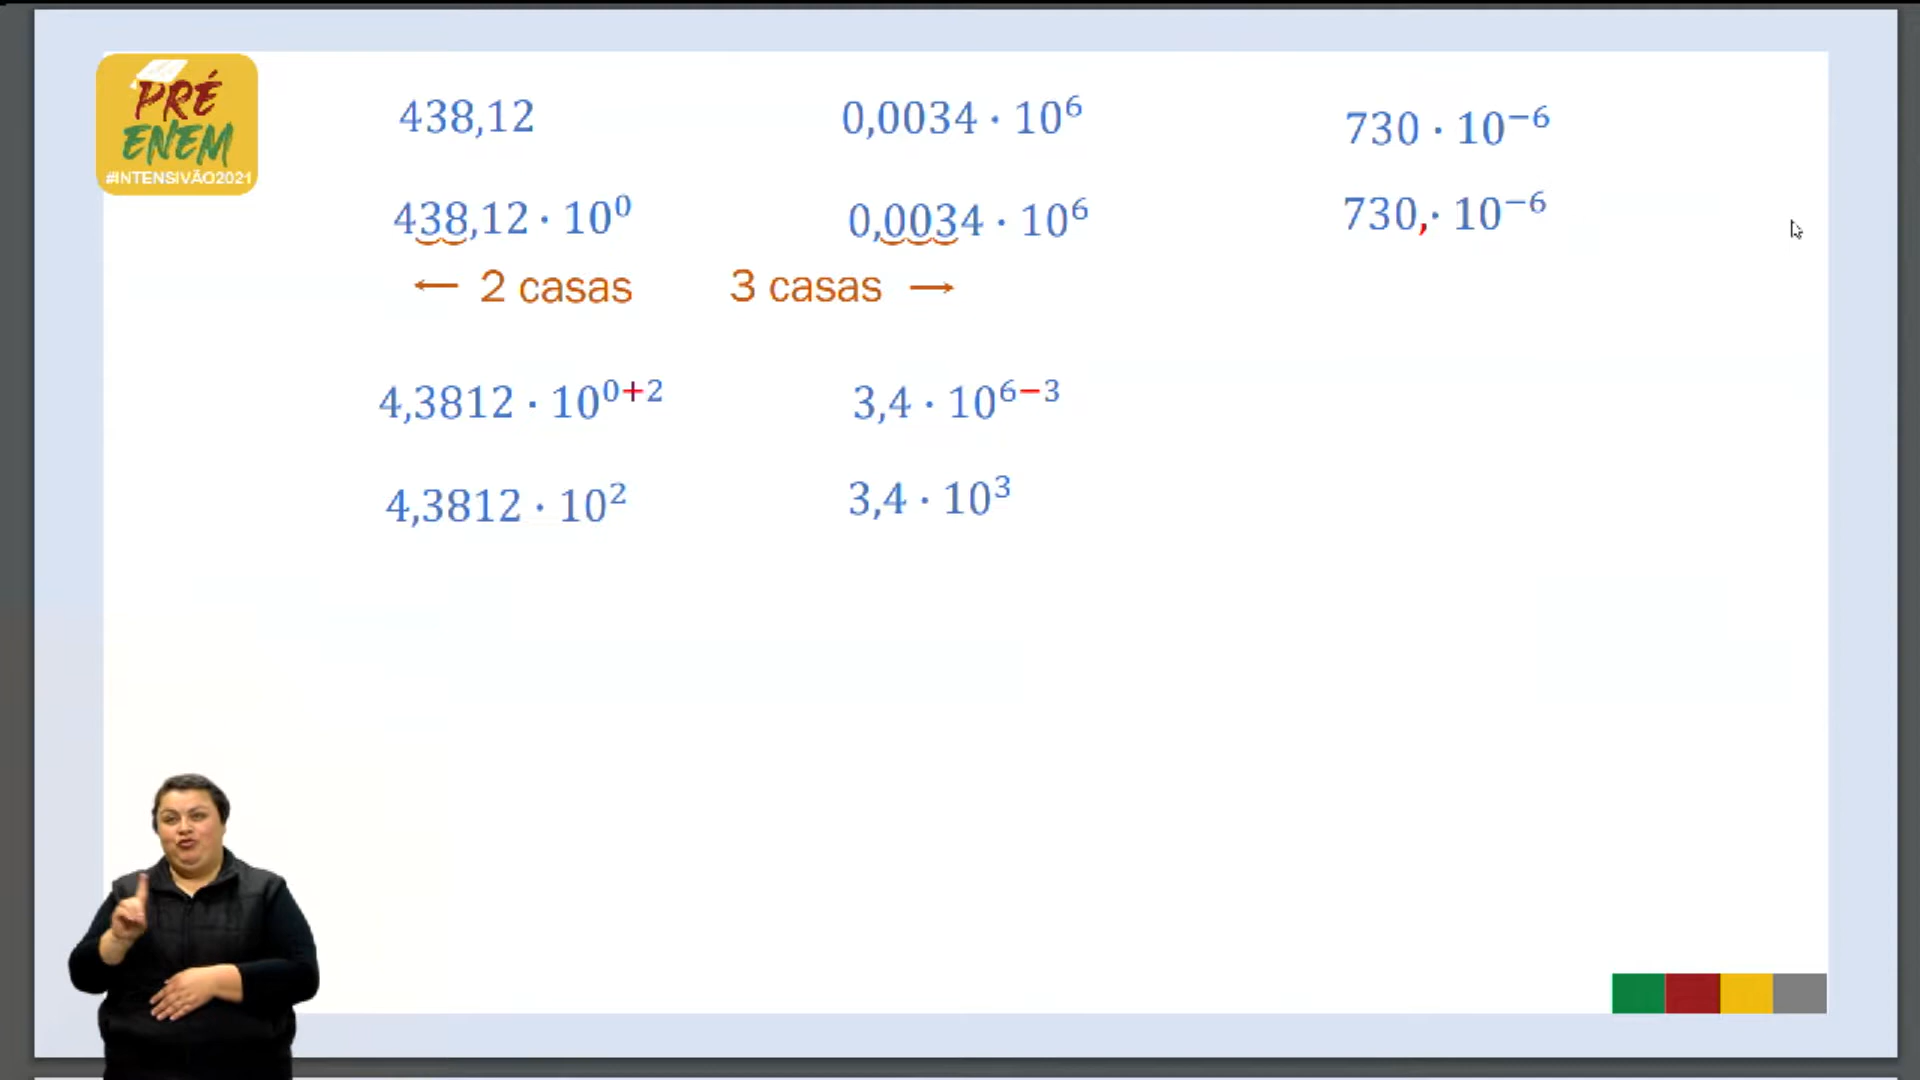 PRÉ
ENEM
#INTENSIVÃO2021
438,12
438,12 · 10⁰
← 2 casas
4,3812 · 10⁰⁺²
4,3812 · 10²
0,0034 · 10⁶
0,0034 · 10⁶
3 casas →
3,4 · 10⁶⁻³
3,4 · 10³
730 · 10⁻⁶
730,· 10⁻⁶